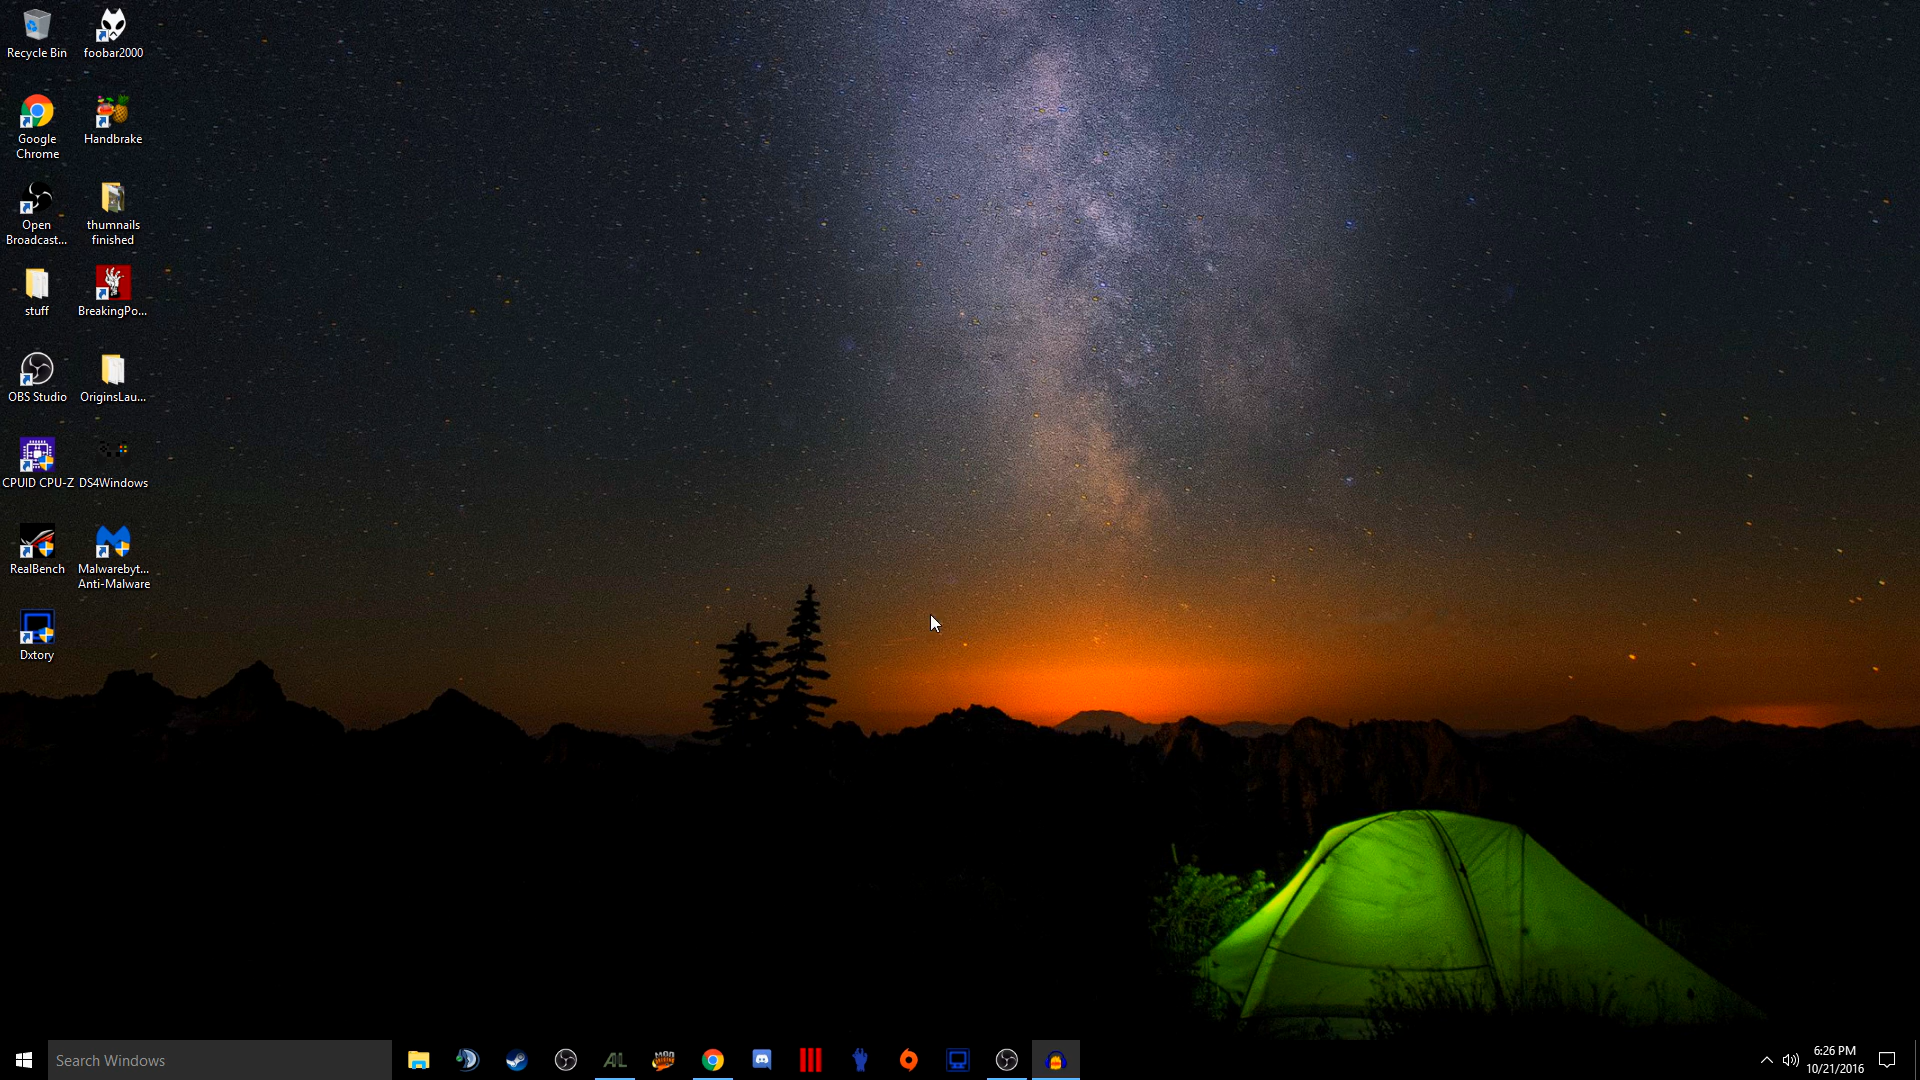 Recycle Bin
foobar2000
Google
Chrome
Handbrake
Open
Broadcast...
thumnails
finished
stuff
BreakingPo...
OBS Studio
OriginsLau...
CPUID CPU-Z
DS4Windows
RealBench
Malwarebyt...
Anti-Malware
Dxtory
Search Windows
AL
6:26 PM
10/21/2016